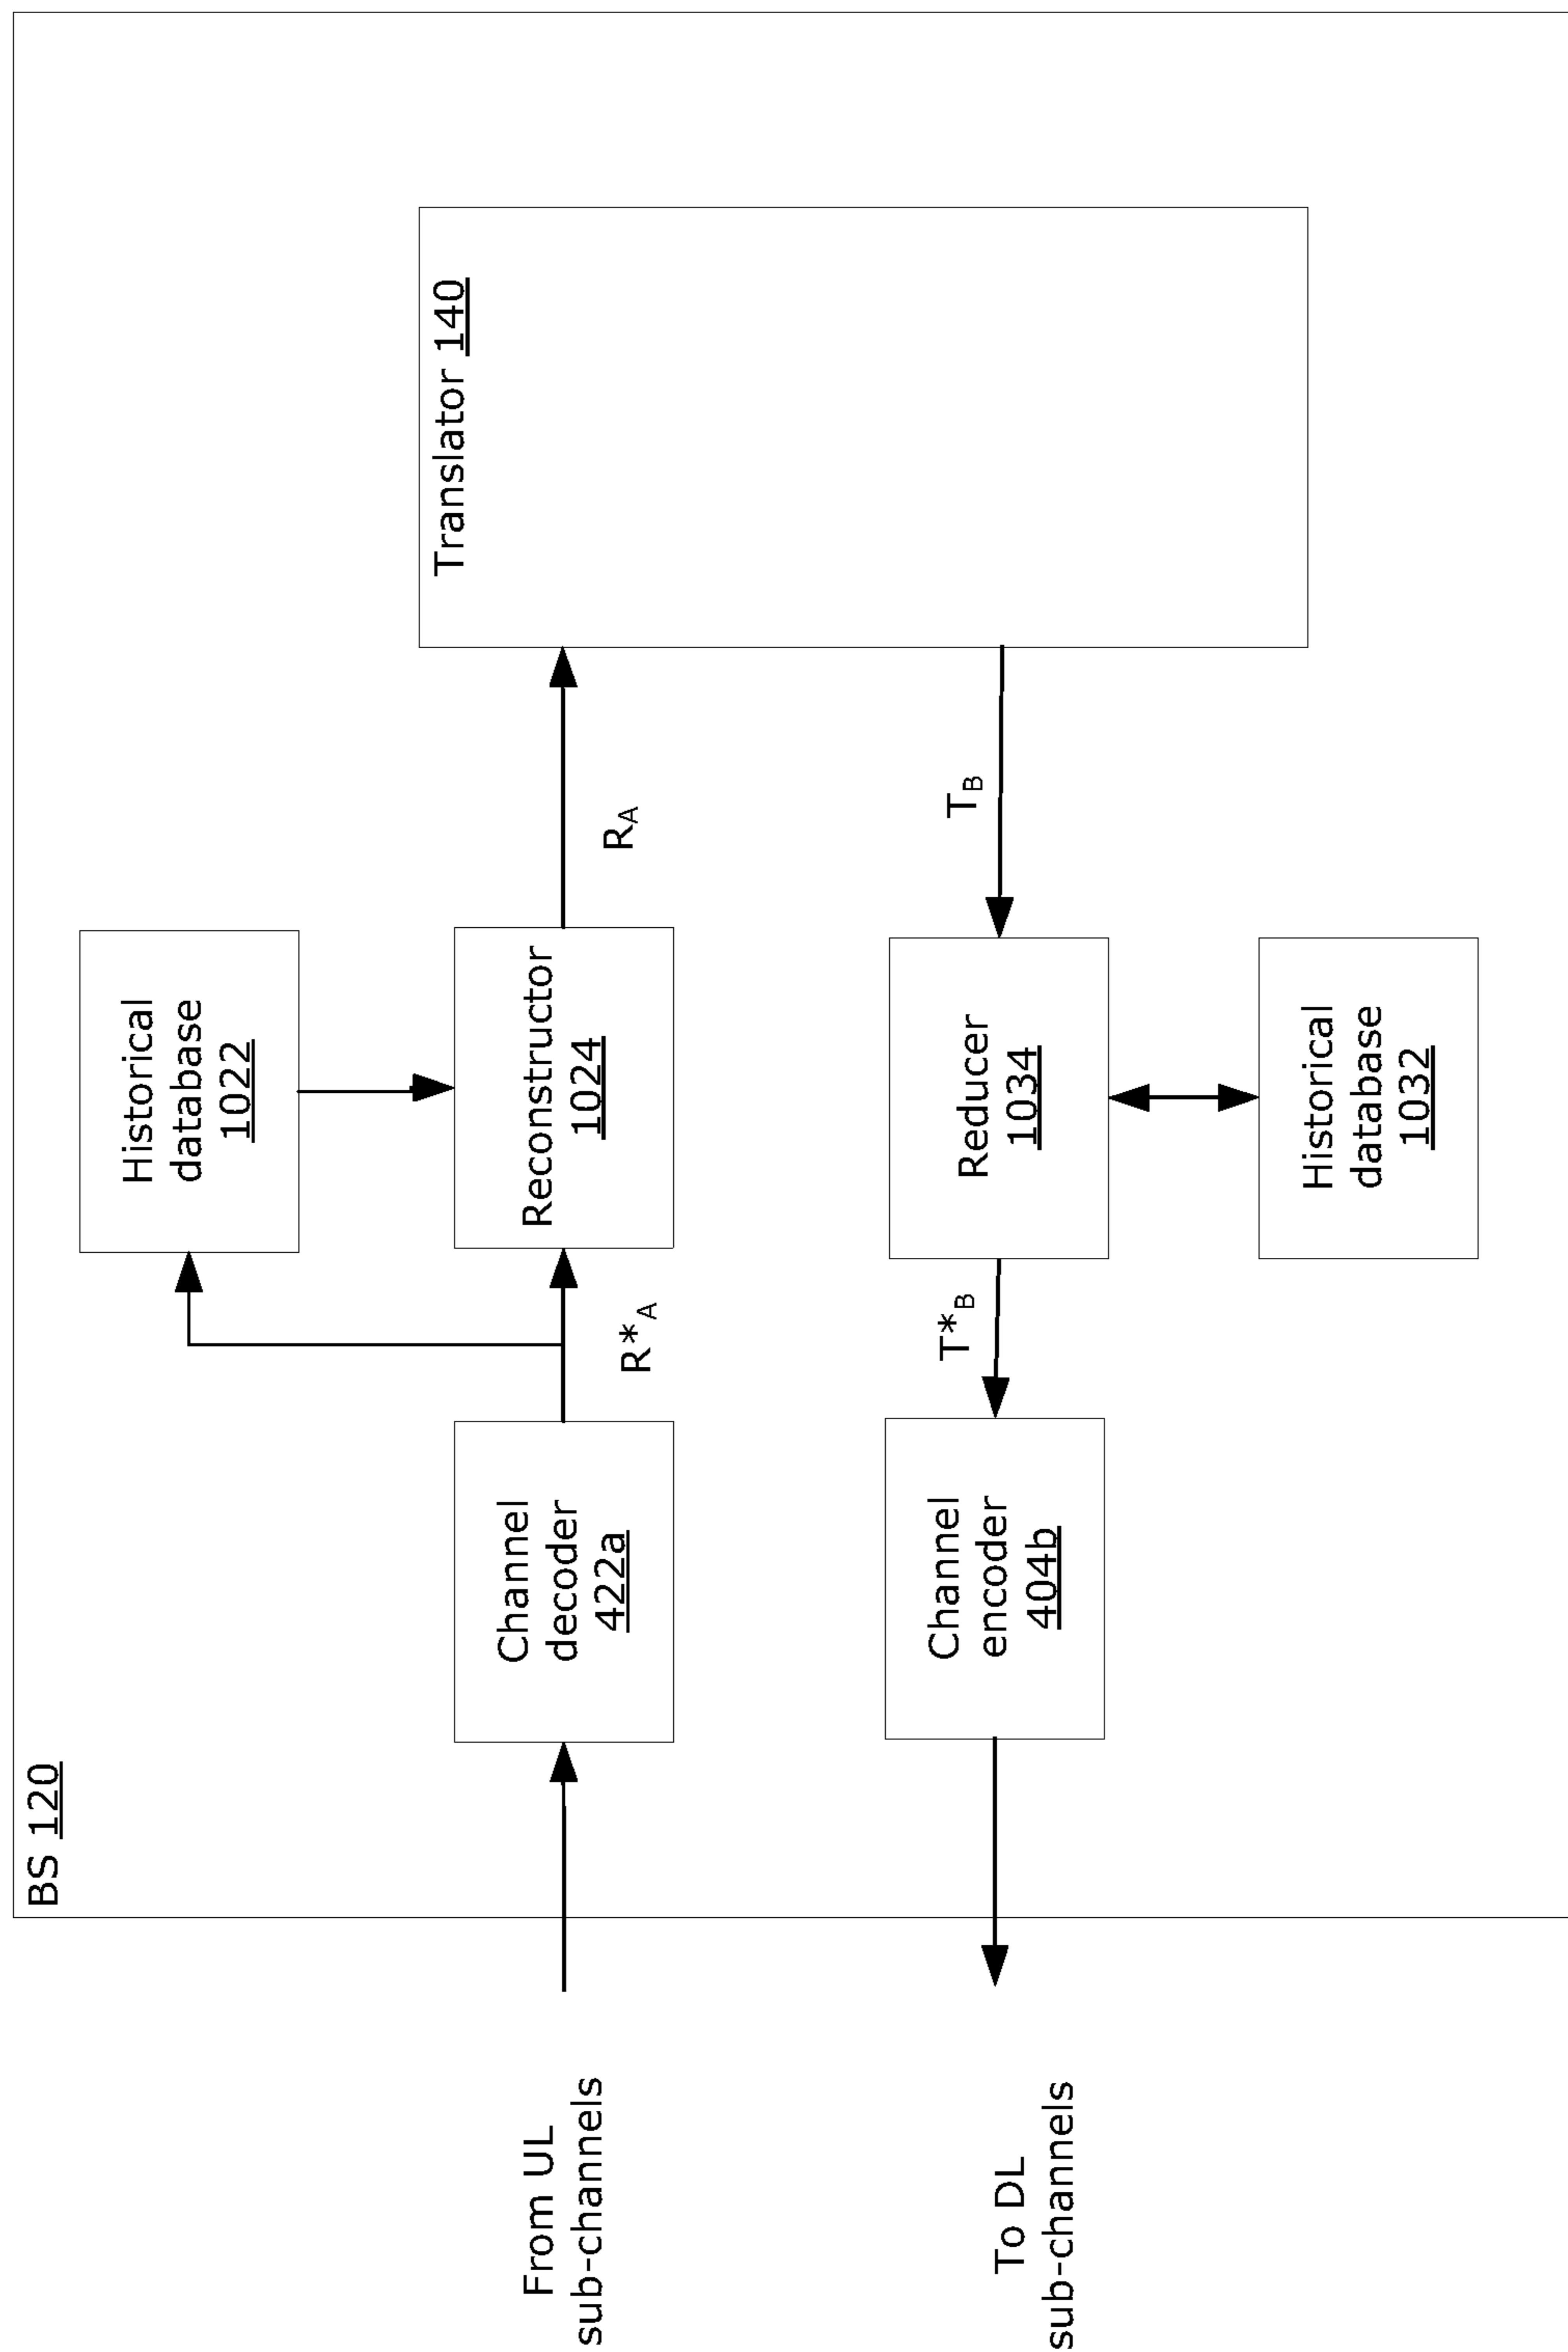 BS 120
Historical
database
1022
Translator 140
From UL
sub-channels
Channel
decoder
422a
R*A
Reconstructor
1024
RA
To DL
sub-channels
Channel
encoder
404b
T*B
Reducer
1034
TB
Historical
database
1032